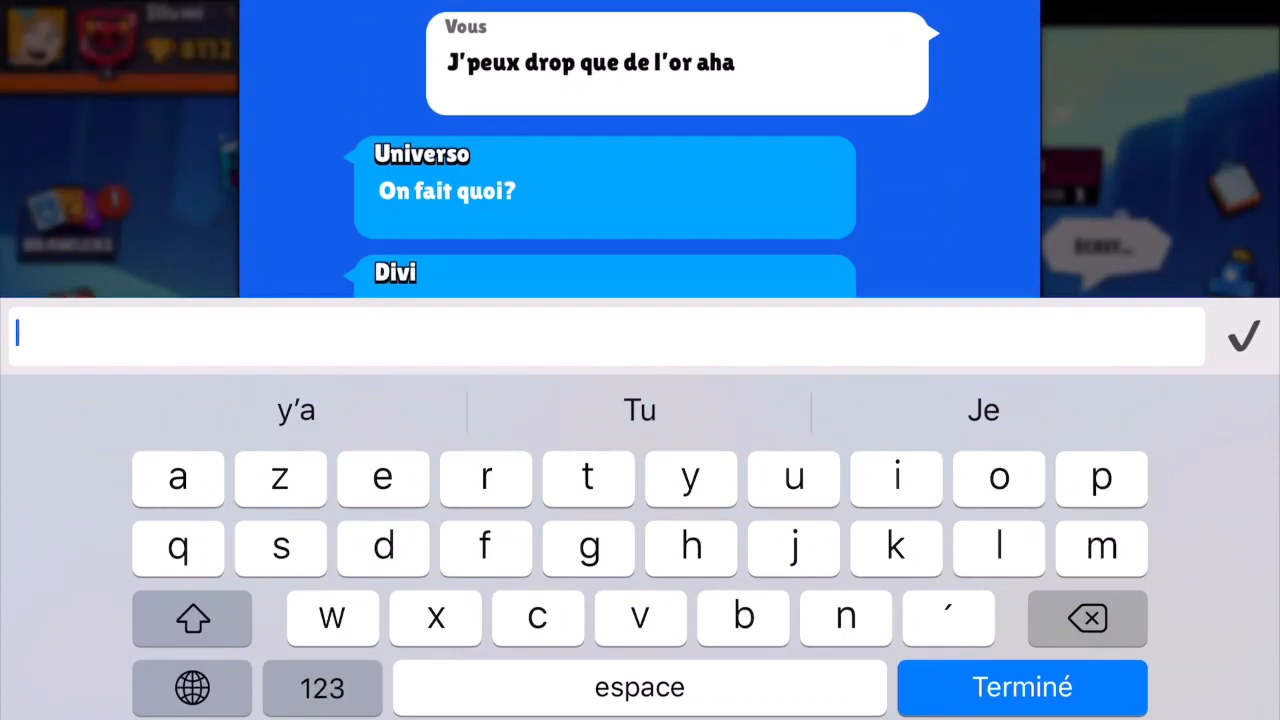 Vous
J'peux drop que de l'or aha
Universo
On fait quoi?
Divi
y'a Tu Je
a z e r t y u i o p
q s d f g h j k l m
w x c v b n ´
123 espace Terminé